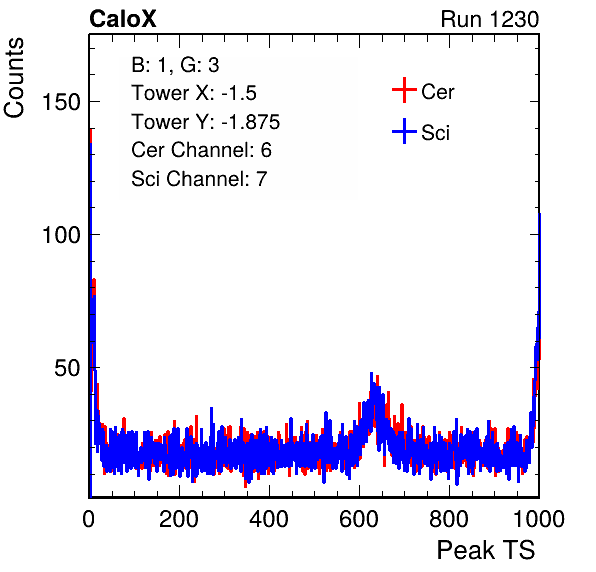 CaloX Run 1230
Counts
B: 1, G: 3
Tower X: -1.5
Tower Y: -1.875
Cer Channel: 6
Sci Channel: 7
Cer
Sci
150
100
50
0 200 400 600 800 1000
Peak TS